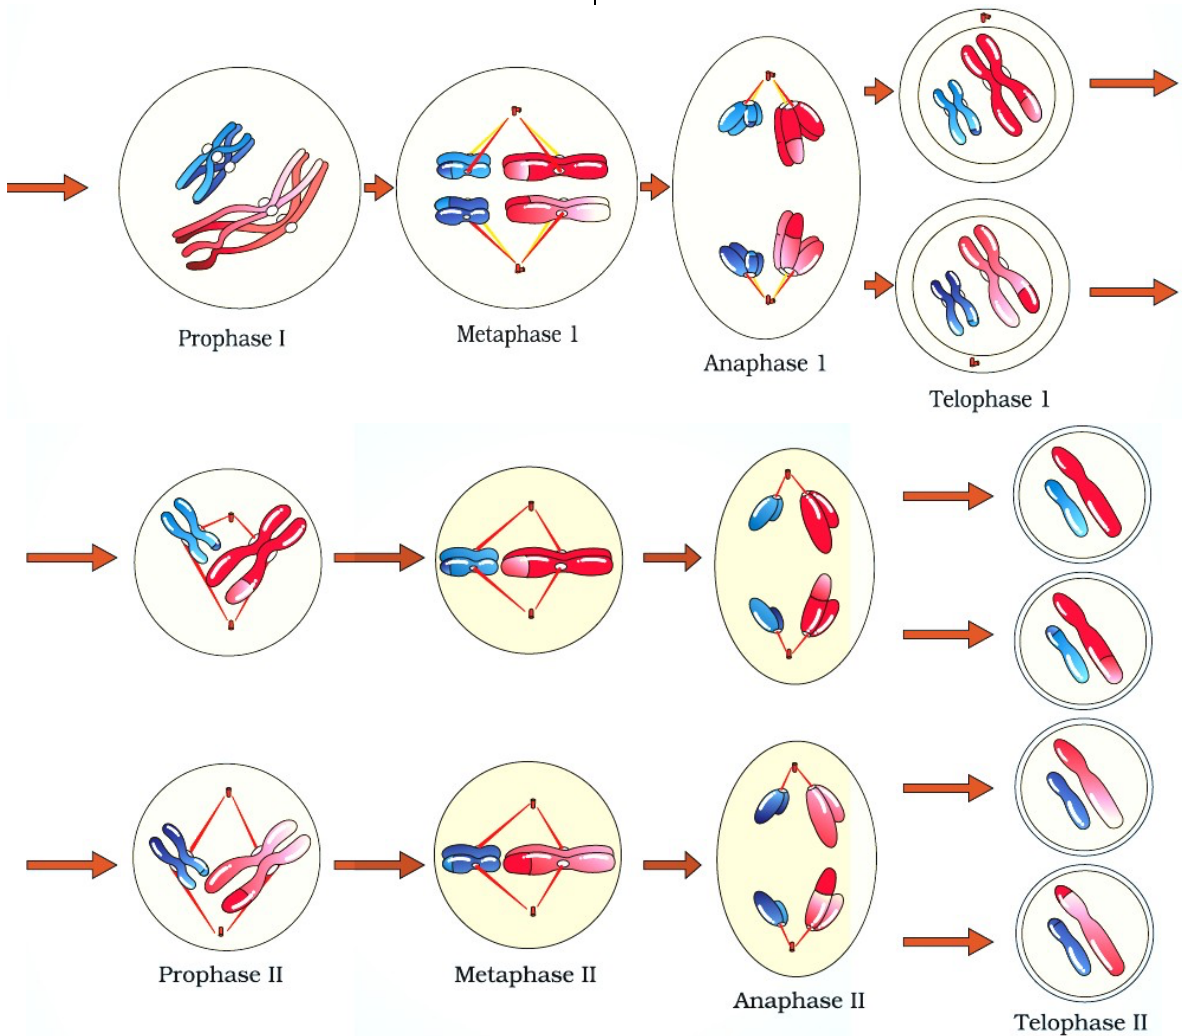 Prophase I
Metaphase 1
Anaphase 1
Telophase 1
Prophase II
Metaphase II
Anaphase II
Telophase II